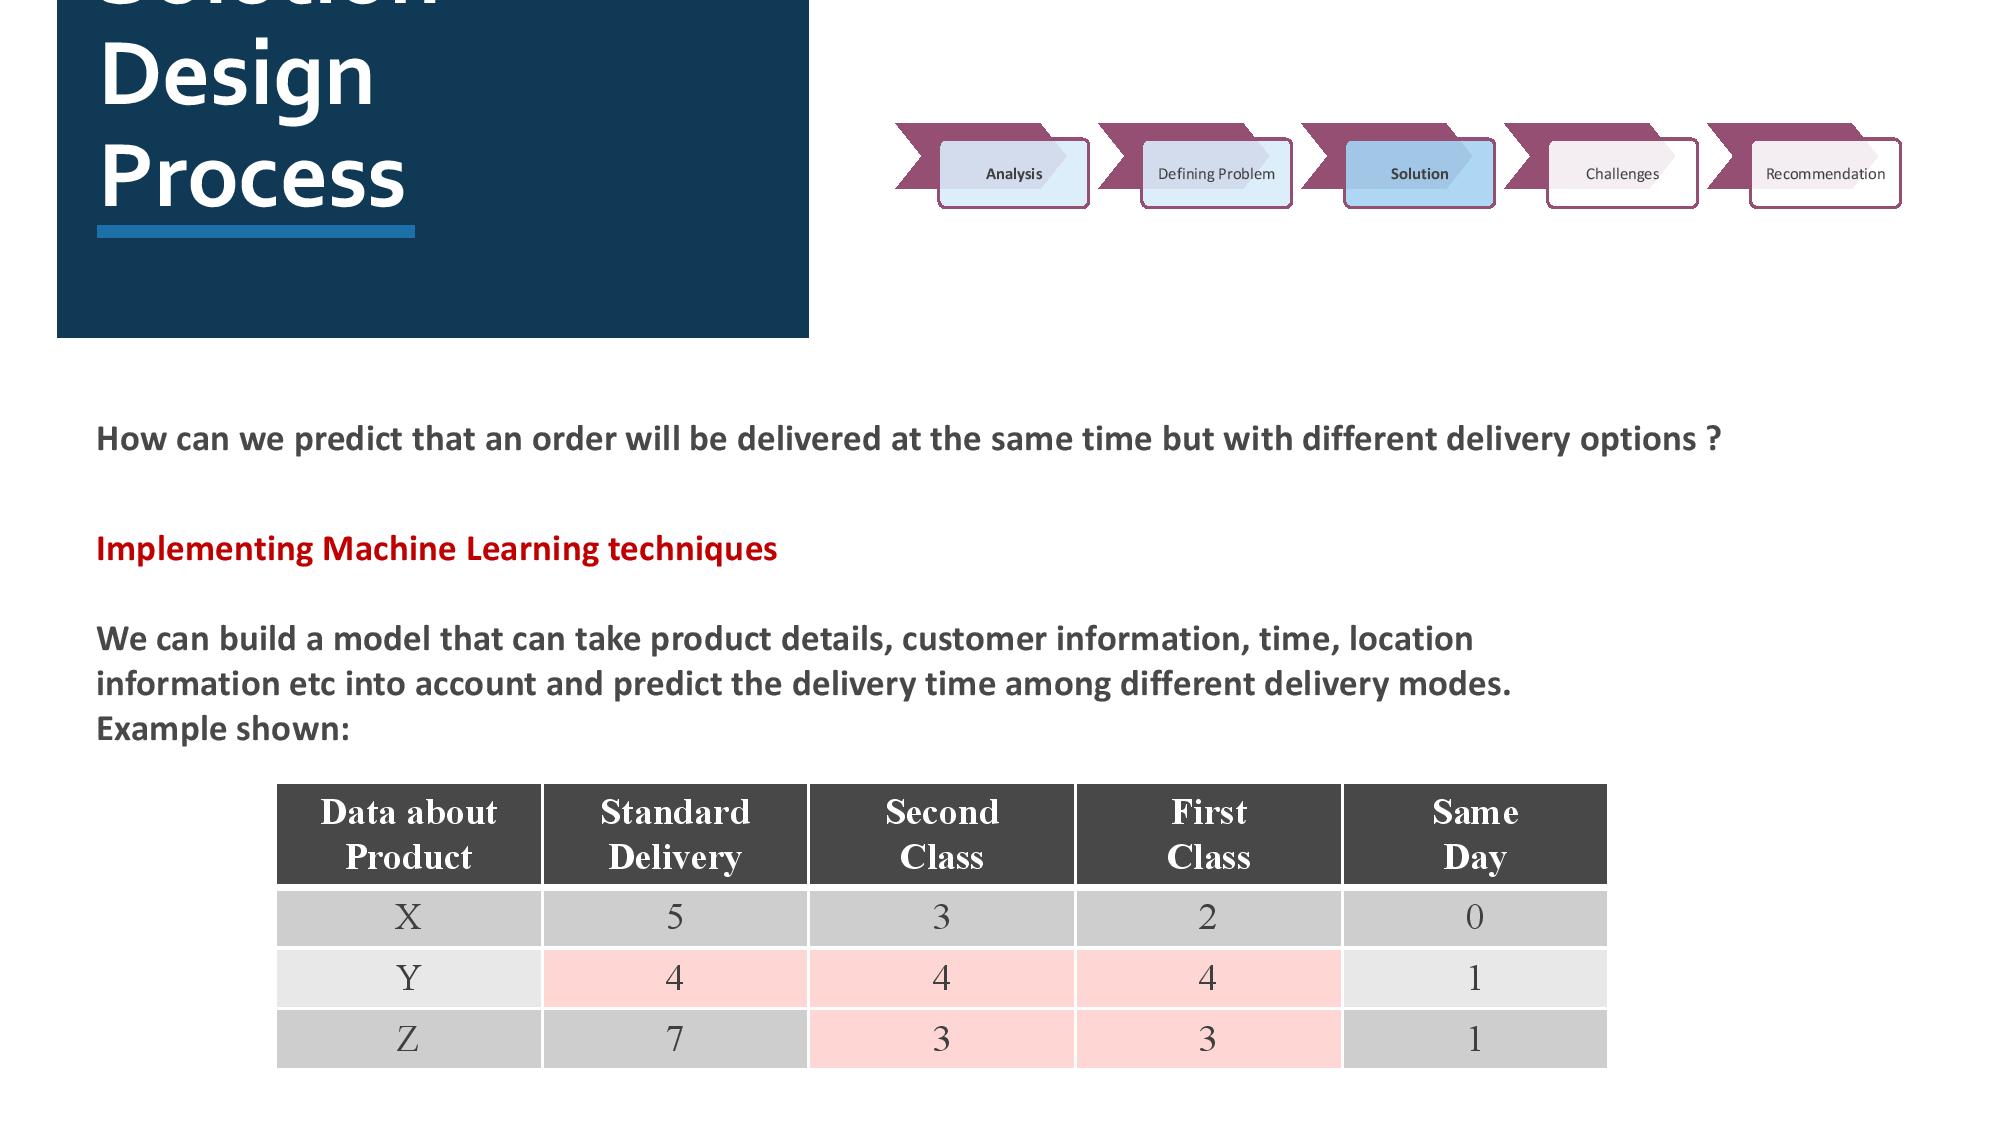 Solution
Design
Process
Analysis
Defining Problem
Solution
Challenges
Recommendation
How can we predict that an order will be delivered at the same time but with different delivery options ?
Implementing Machine Learning techniques
We can build a model that can take product details, customer information, time, location
information etc into account and predict the delivery time among different delivery modes.
Example shown:
Data about Product Standard Delivery Second Class First Class Same Day
X 5 3 2 0
Y 4 4 4 1
Z 7 3 3 1